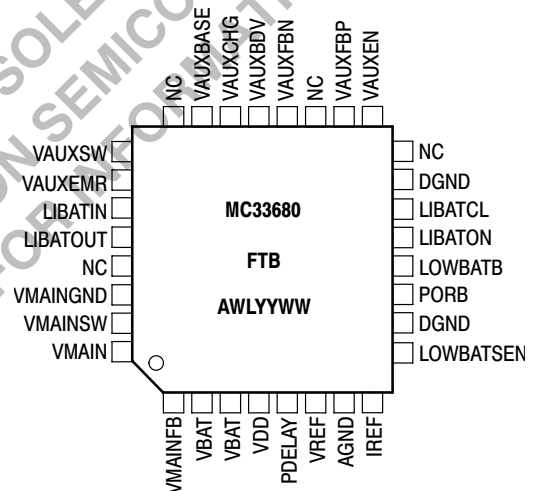 NC
VAUXBASE
VAUXCHG
VAUXBDV
VAUXFBN
NC
VAUXFBP
VAUXEN
VAUXSW
VAUXEMR
LIBATIN
LIBATOUT
NC
VMAINGND
VMAINSW
VMAIN
MC33680
FTB
AWLYYWW
NC
DGND
LIBATCL
LIBATON
LOWBATB
PORB
DGND
LOWBATSEN
VMAINFB
VBAT
VBAT
VDD
PDELAY
VREF
AGND
IREF